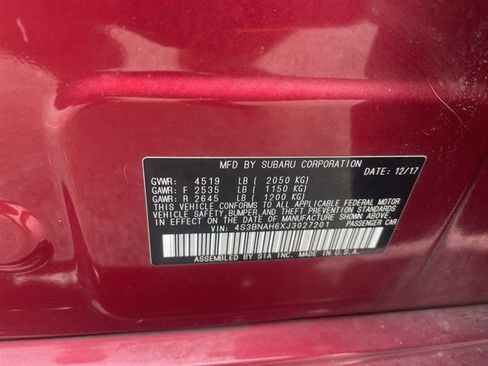 MFD BY SUBARU CORPORATION
DATE: 12/17
GVWR: 4519 LB ( 2050 KG)
GAWR: F 2535 LB ( 1150 KG)
GAWR: R 2645 LB ( 1200 KG)
THIS VEHICLE CONFORMS TO ALL APPLICABLE FEDERAL MOTOR
VEHICLE SAFETY, BUMPER, AND THEFT PREVENTION STANDARDS
IN EFFECT ON THE DATE OF MANUFACTURE SHOWN ABOVE.
VIN: 4S3BNAH6XJ3027201 PASSENGER CAR
ASSEMBLED BY SIA INC. MADE IN U.S.A.